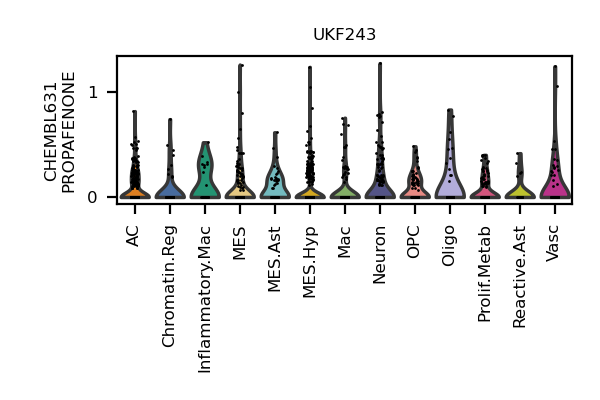 UKF243
CHEMBL631
PROPAFENONE
1
0
AC
Chromatin.Reg
Inflammatory.Mac
MES
MES.Ast
MES.Hyp
Mac
Neuron
OPC
Oligo
Prolif.Metab
Reactive.Ast
Vasc